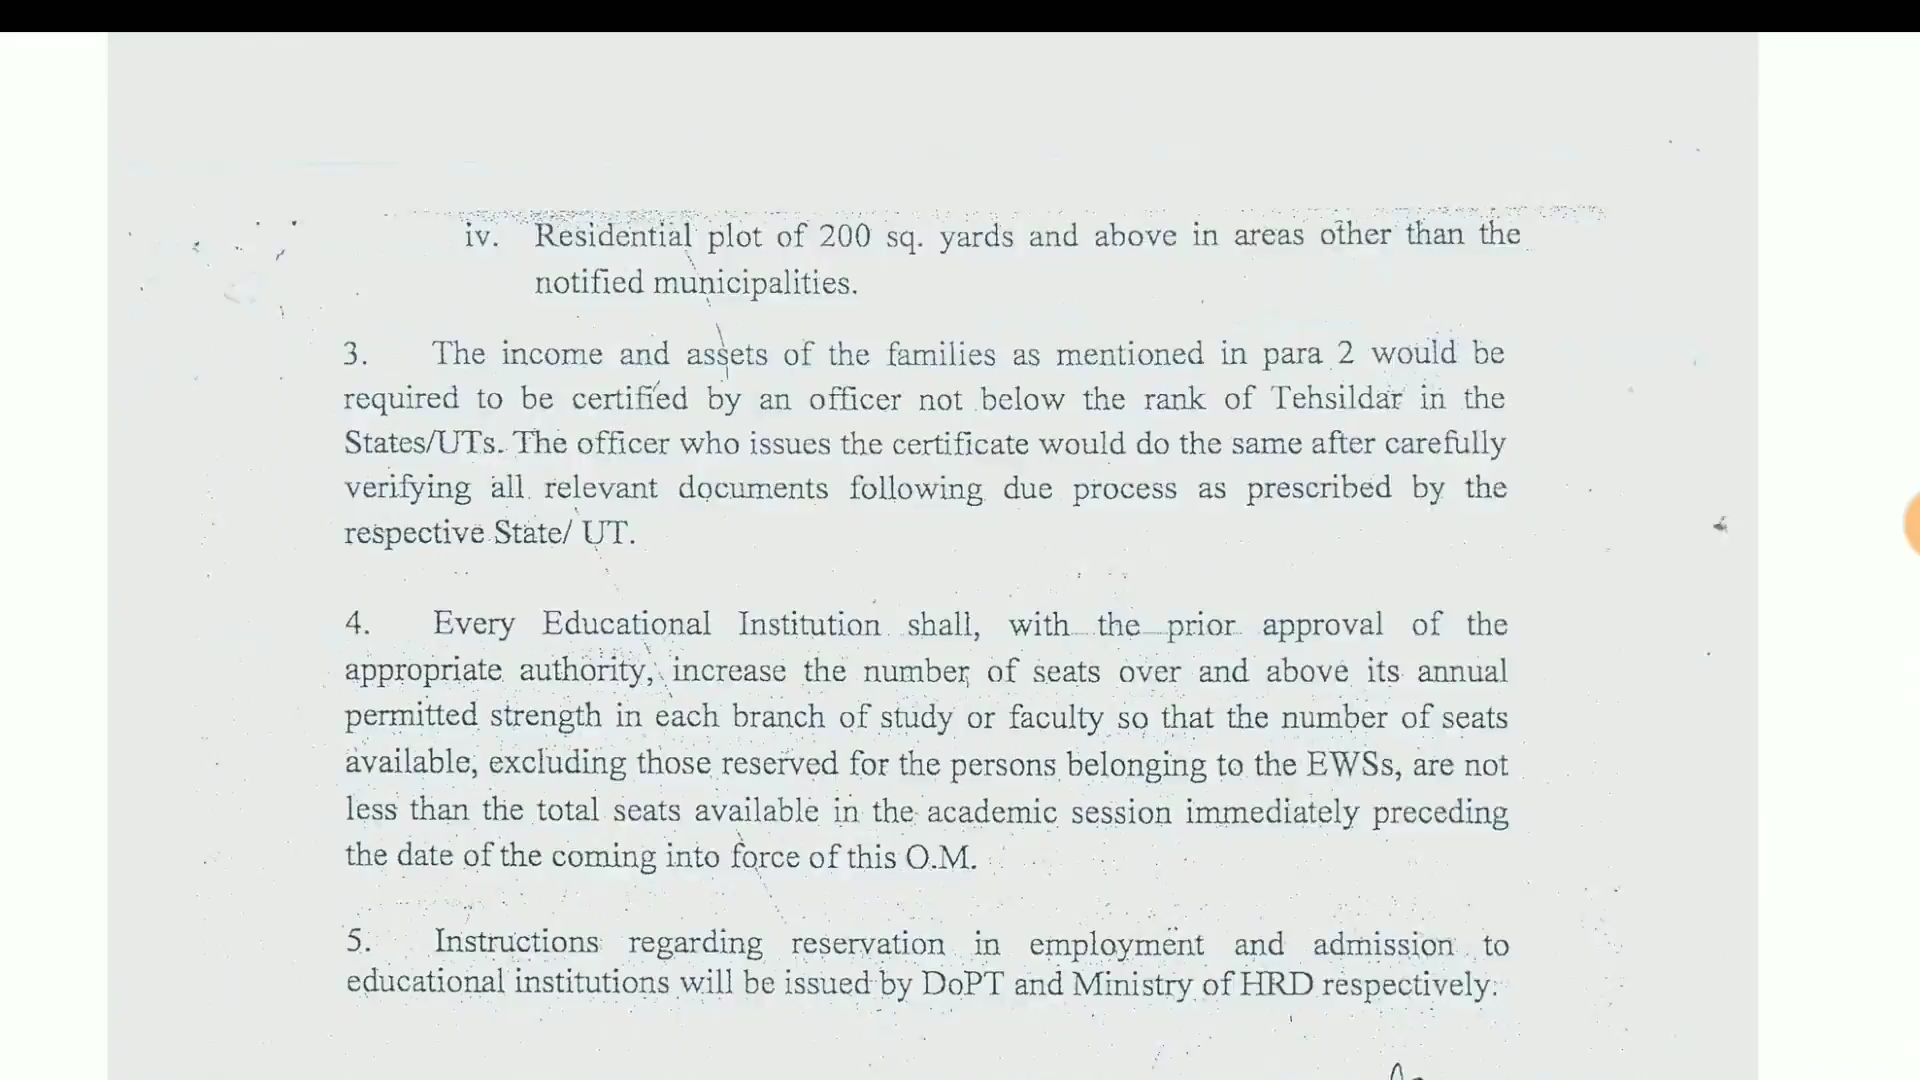 iv. Residential plot of 200 sq. yards and above in areas other than the
notified municipalities.
3. The income and assets of the families as mentioned in para 2 would be
required to be certified by an officer not below the rank of Tehsildar in the
States/UTs. The officer who issues the certificate would do the same after carefully
verifying all relevant documents following due process as prescribed by the
respective State/ UT.
4. Every Educational Institution shall, with the prior approval of the
appropriate authority, increase the number of seats over and above its annual
permitted strength in each branch of study or faculty so that the number of seats
available, excluding those reserved for the persons belonging to the EWSs, are not
less than the total seats available in the academic session immediately preceding
the date of the coming into force of this O.M.
5. Instructions regarding reservation in employment and admission to
educational institutions will be issued by DoPT and Ministry of HRD respectively.